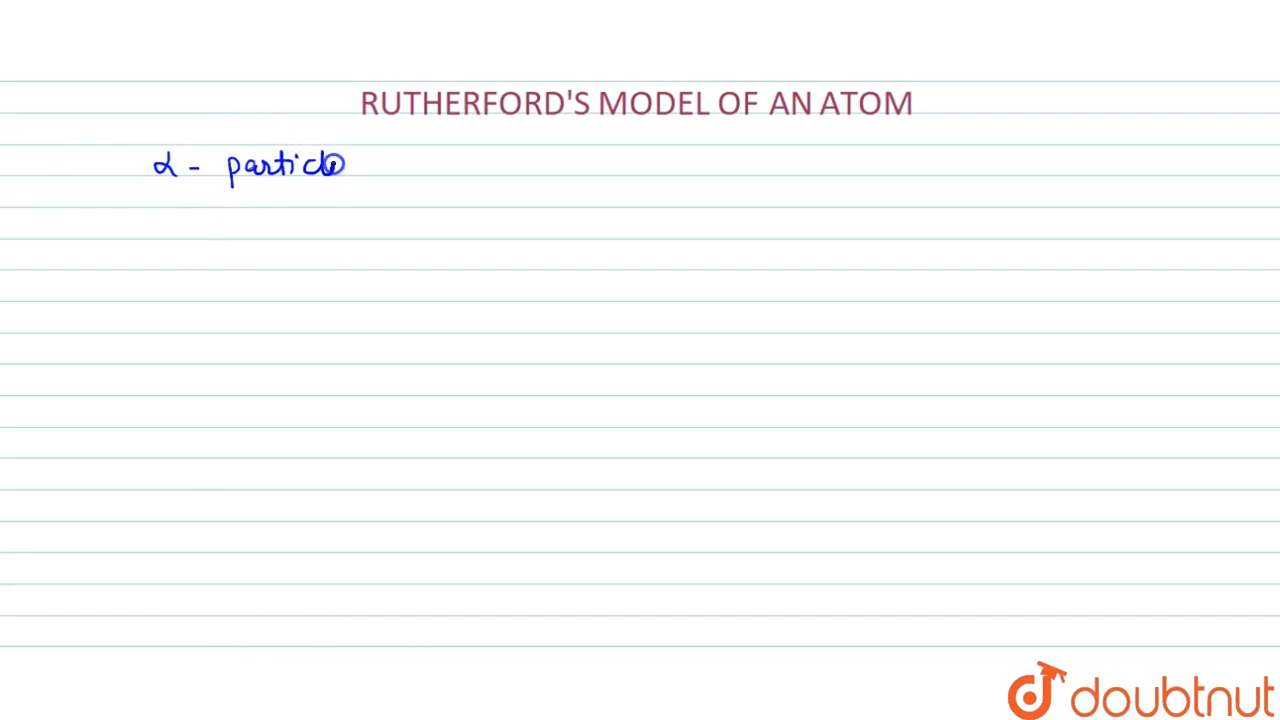 RUTHERFORD'S MODEL OF AN ATOM
α - particle
doubtnut